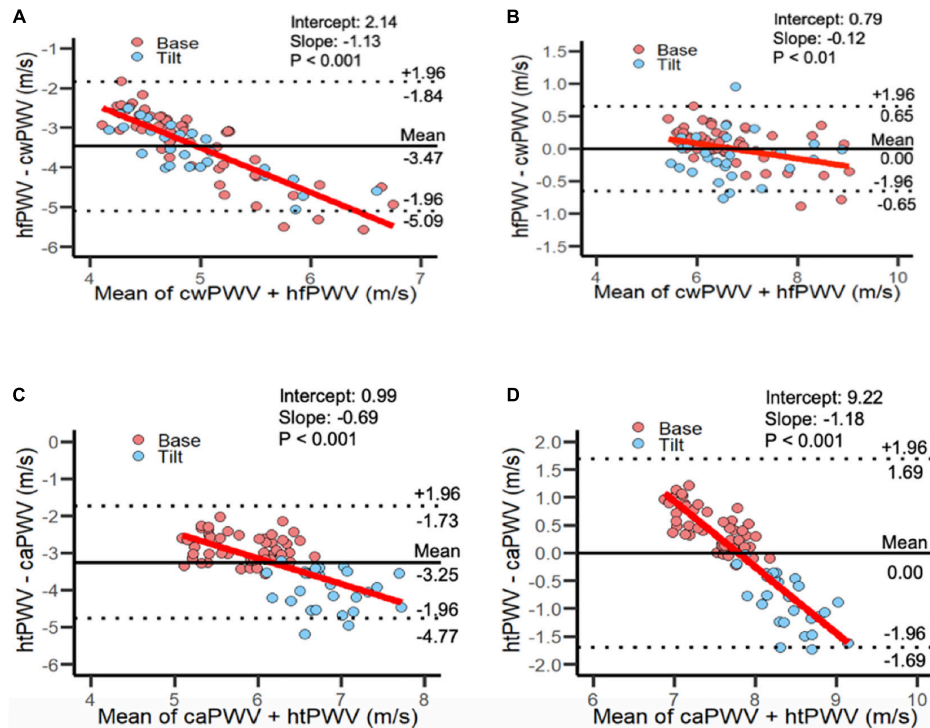 A
Intercept: 2.14
Slope: -1.13
P < 0.001
Base
Tilt
+1.96
-1.84
Mean
-3.47
-1.96
-5.09
-1
-2
-3
-4
-5
-6
hfPWV - cwPWV (m/s)
4 5 6 7
Mean of cwPWV + hfPWV (m/s)
B
Intercept: 0.79
Slope: -0.12
P < 0.01
Base
Tilt
+1.96
0.65
Mean
0.00
-1.96
-0.65
1.5
1.0
0.5
0.0
-0.5
-1.0
-1.5
hfPWV - cwPWV (m/s)
4 6 8 10
Mean of cwPWV + hfPWV (m/s)
C
Intercept: 0.99
Slope: -0.69
P < 0.001
Base
Tilt
+1.96
-1.73
Mean
-3.25
-1.96
-4.77
0
-1
-2
-3
-4
-5
-6
htPWV - caPWV (m/s)
4 5 6 7 8
Mean of caPWV + htPWV (m/s)
D
Intercept: 9.22
Slope: -1.18
P < 0.001
Base
Tilt
+1.96
1.69
Mean
0.00
-1.96
-1.69
2.0
1.5
1.0
0.5
0.0
-0.5
-1.0
-1.5
-2.0
htPWV - caPWV (m/s)
6 7 8 9 10
Mean of caPWV + htPWV (m/s)